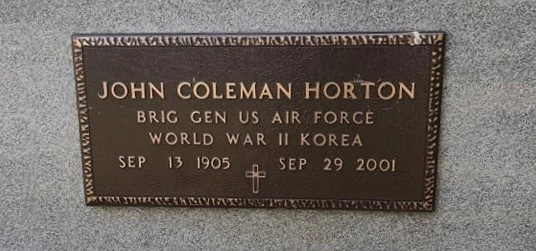 JOHN COLEMAN HORTON
BRIG GEN US AIR FORCE
WORLD WAR II KOREA
SEP 13 1905 SEP 29 2001